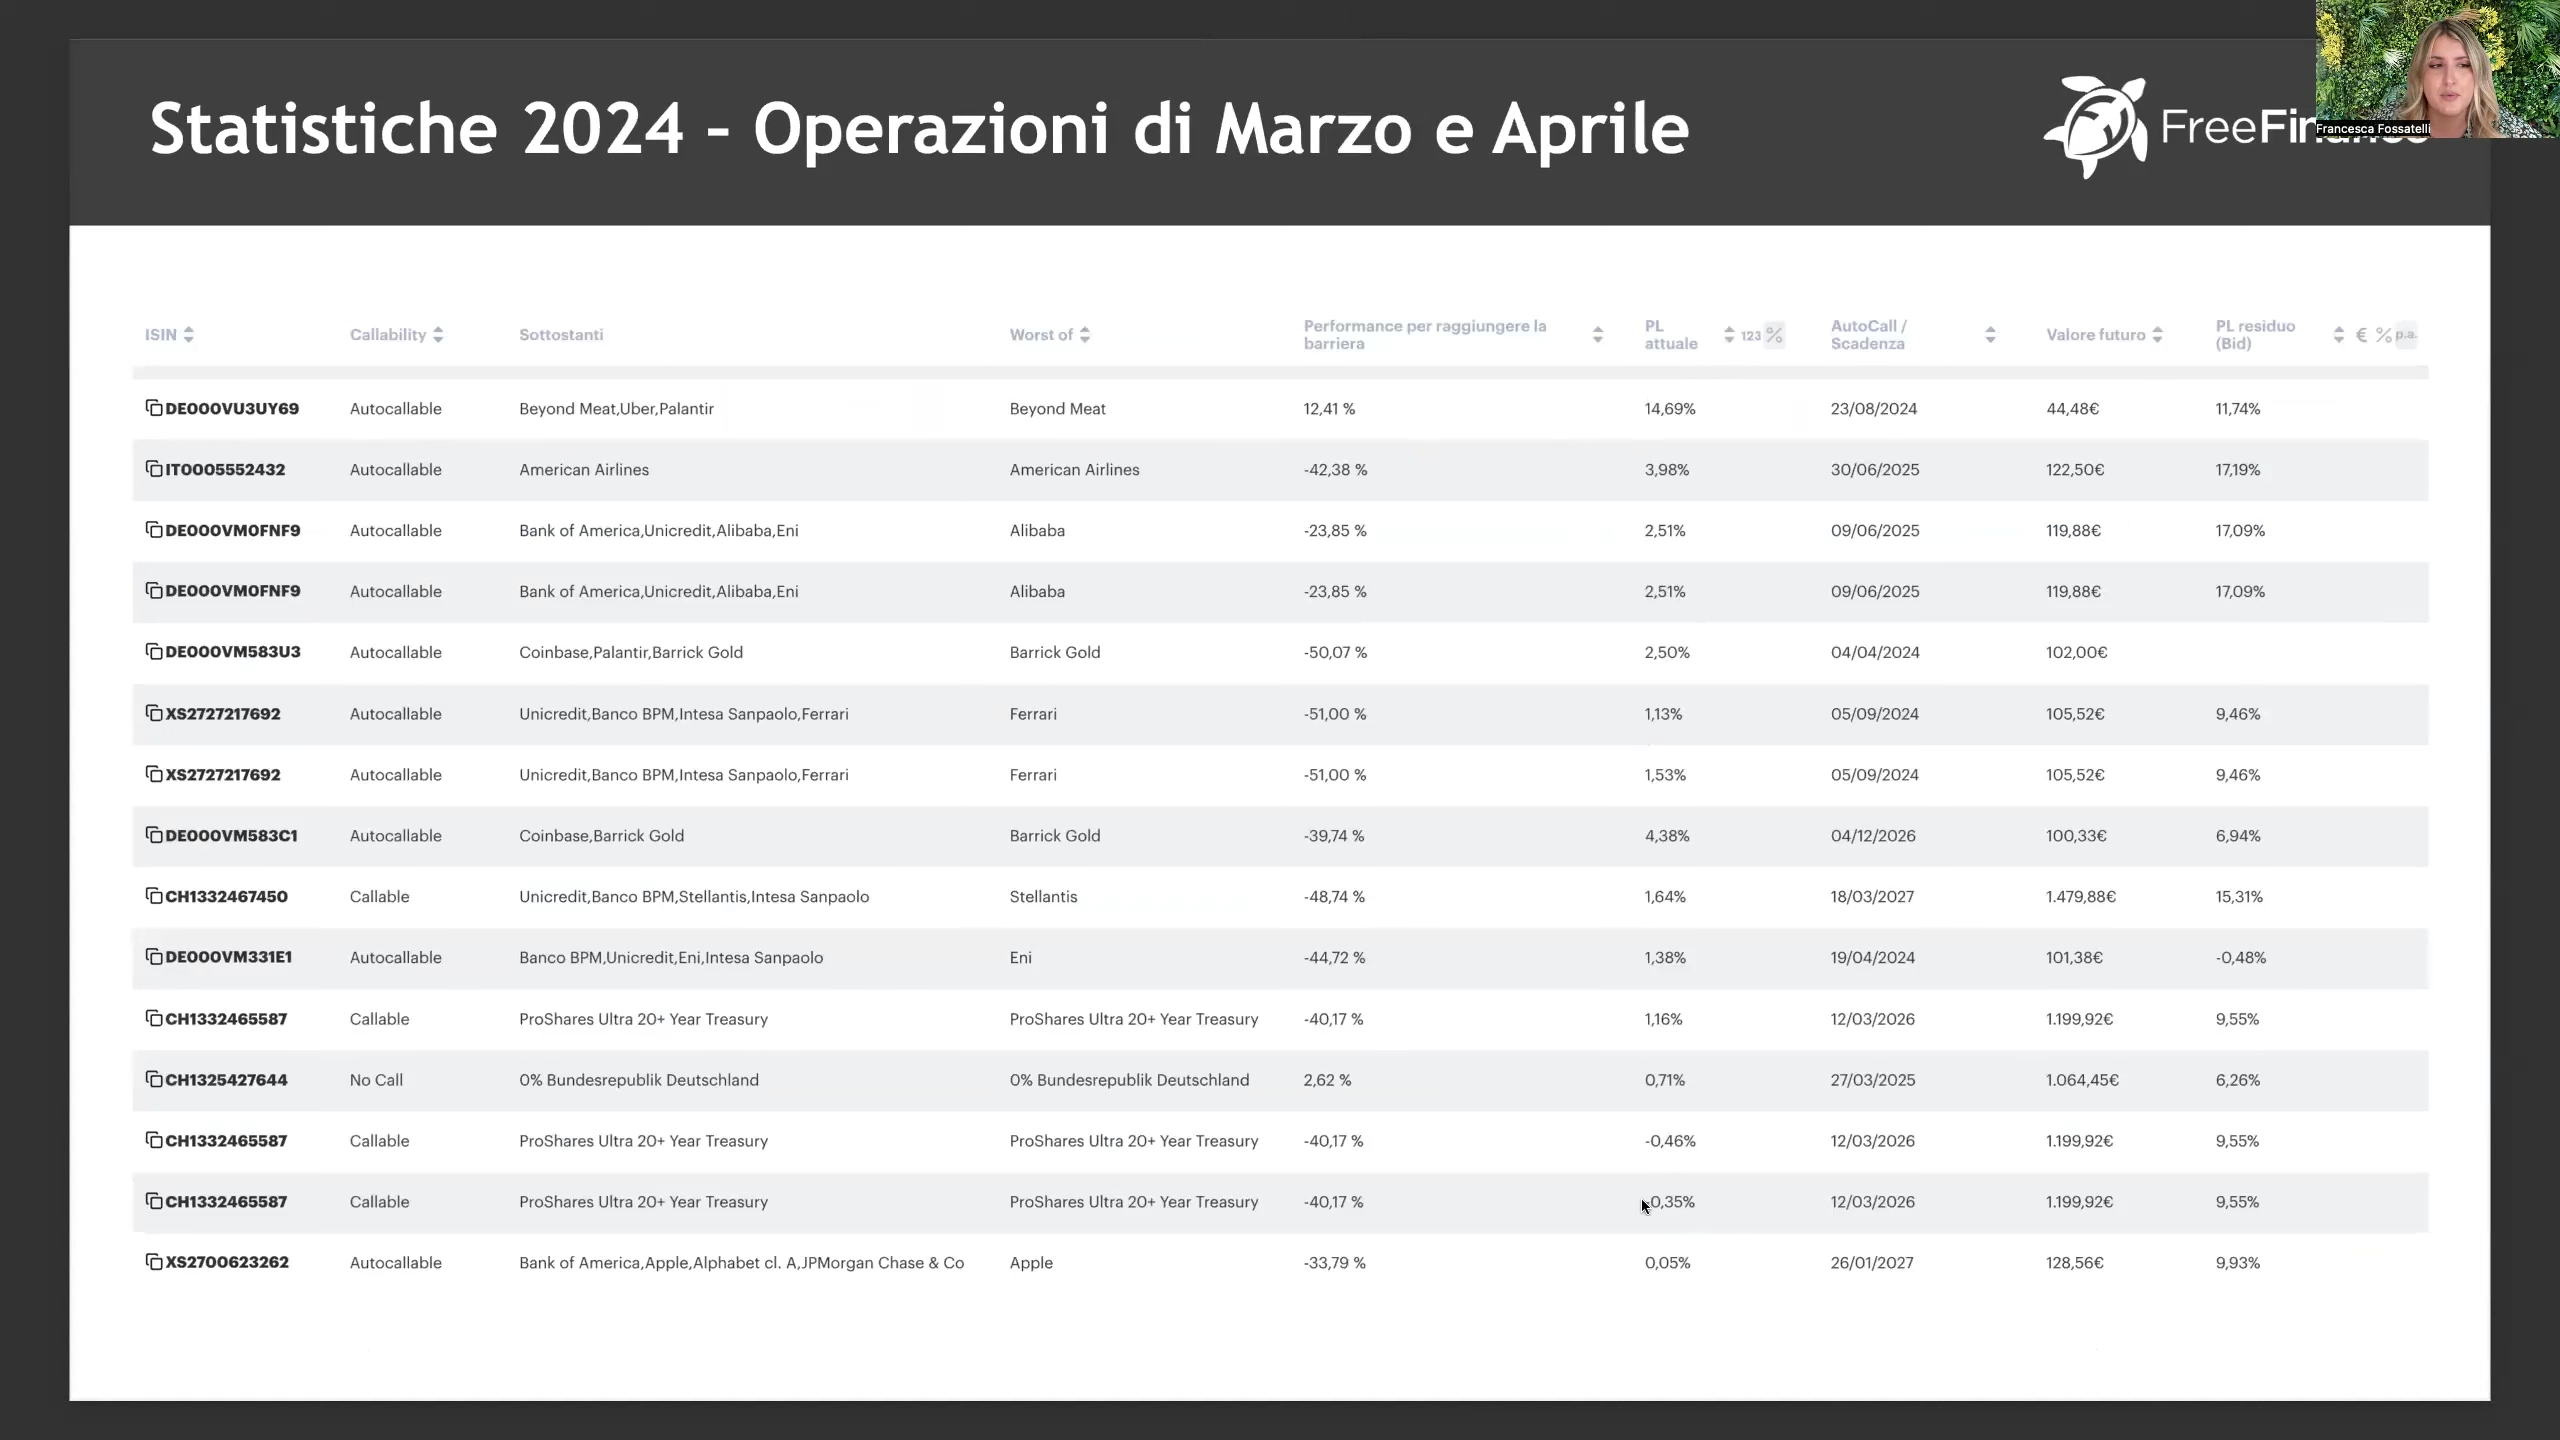 Statistiche 2024 – Operazioni di Marzo e Aprile
Francesca Fossatelli
ISIN Callability Sottostanti Worst of Performance per raggiungere la barriera PL attuale 123 % AutoCall / Scadenza Valore futuro PL residuo (Bid) € % p.a.
DE000VU3UY69 Autocallable Beyond Meat,Uber,Palantir Beyond Meat 12,41 % 14,69% 23/08/2024 44,48€ 11,74%
IT0005552432 Autocallable American Airlines American Airlines -42,38 % 3,98% 30/06/2025 122,50€ 17,19%
DE000VM0FNF9 Autocallable Bank of America,Unicredit,Alibaba,Eni Alibaba -23,85 % 2,51% 09/06/2025 119,88€ 17,09%
DE000VM0FNF9 Autocallable Bank of America,Unicredit,Alibaba,Eni Alibaba -23,85 % 2,51% 09/06/2025 119,88€ 17,09%
DE000VM583U3 Autocallable Coinbase,Palantir,Barrick Gold Barrick Gold -50,07 % 2,50% 04/04/2024 102,00€
XS2727217692 Autocallable Unicredit,Banco BPM,Intesa Sanpaolo,Ferrari Ferrari -51,00 % 1,13% 05/09/2024 105,52€ 9,46%
XS2727217692 Autocallable Unicredit,Banco BPM,Intesa Sanpaolo,Ferrari Ferrari -51,00 % 1,53% 05/09/2024 105,52€ 9,46%
DE000VM583C1 Autocallable Coinbase,Barrick Gold Barrick Gold -39,74 % 4,38% 04/12/2026 100,33€ 6,94%
CH1332467450 Callable Unicredit,Banco BPM,Stellantis,Intesa Sanpaolo Stellantis -48,74 % 1,64% 18/03/2027 1.479,88€ 15,31%
DE000VM331E1 Autocallable Banco BPM,Unicredit,Eni,Intesa Sanpaolo Eni -44,72 % 1,38% 19/04/2024 101,38€ -0,48%
CH1332465587 Callable ProShares Ultra 20+ Year Treasury ProShares Ultra 20+ Year Treasury -40,17 % 1,16% 12/03/2026 1.199,92€ 9,55%
CH1325427644 No Call 0% Bundesrepublik Deutschland 0% Bundesrepublik Deutschland 2,62 % 0,71% 27/03/2025 1.064,45€ 6,26%
CH1332465587 Callable ProShares Ultra 20+ Year Treasury ProShares Ultra 20+ Year Treasury -40,17 % -0,46% 12/03/2026 1.199,92€ 9,55%
CH1332465587 Callable ProShares Ultra 20+ Year Treasury ProShares Ultra 20+ Year Treasury -40,17 % 0,35% 12/03/2026 1.199,92€ 9,55%
XS2700623262 Autocallable Bank of America,Apple,Alphabet cl. A,JPMorgan Chase & Co Apple -33,79 % 0,05% 26/01/2027 128,56€ 9,93%